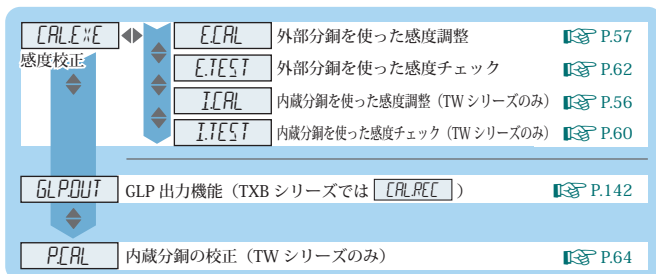 CAL.EXE E.CAL 外部分銅を使った感度調整 P.57
感度校正
E.TEST 外部分銅を使った感度チェック P.62
I.CAL 内蔵分銅を使った感度調整（TW シリーズのみ） P.56
I.TEST 内蔵分銅を使った感度チェック（TW シリーズのみ） P.60
GLP.OUT GLP 出力機能（TXB シリーズでは CAL.REC ） P.142
P.CAL 内蔵分銅の校正（TW シリーズのみ） P.64